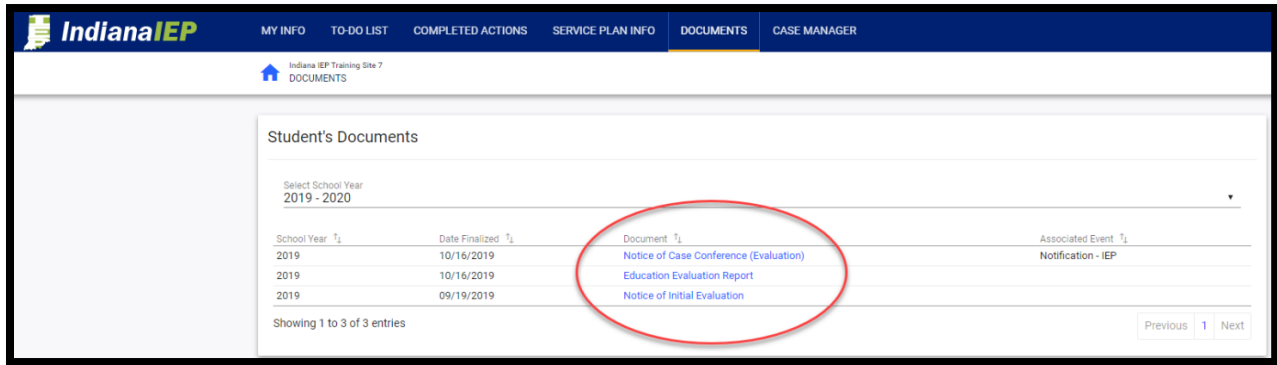 IndianaIEP MY INFO TO-DO LIST COMPLETED ACTIONS SERVICE PLAN INFO DOCUMENTS CASE MANAGER
Indiana IEP Training Site 7
DOCUMENTS
Student's Documents
Select School Year
2019 - 2020
School Year Date Finalized Document Associated Event
2019 10/16/2019 Notice of Case Conference (Evaluation) Notification - IEP
2019 10/16/2019 Education Evaluation Report
2019 09/19/2019 Notice of Initial Evaluation
Showing 1 to 3 of 3 entries Previous 1 Next